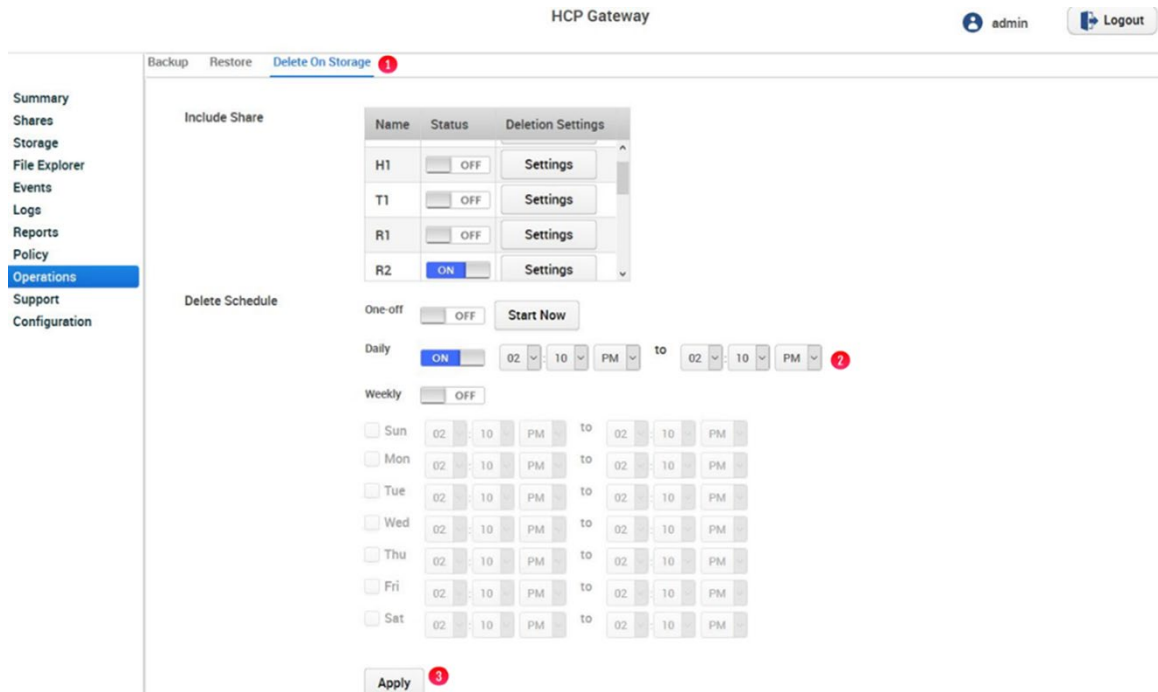 HCP Gateway
admin
Logout
Backup Restore Delete On Storage 1
Summary
Shares
Storage
File Explorer
Events
Logs
Reports
Policy
Operations
Support
Configuration
Include Share
Name Status Deletion Settings
H1 OFF Settings
T1 OFF Settings
R1 OFF Settings
R2 ON Settings
Delete Schedule
One-off OFF Start Now
Daily ON 02 : 10 PM to 02 : 10 PM 2
Weekly OFF
Sun 02 : 10 PM to 02 : 10 PM
Mon 02 : 10 PM to 02 : 10 PM
Tue 02 : 10 PM to 02 : 10 PM
Wed 02 : 10 PM to 02 : 10 PM
Thu 02 : 10 PM to 02 : 10 PM
Fri 02 : 10 PM to 02 : 10 PM
Sat 02 : 10 PM to 02 : 10 PM
Apply 3